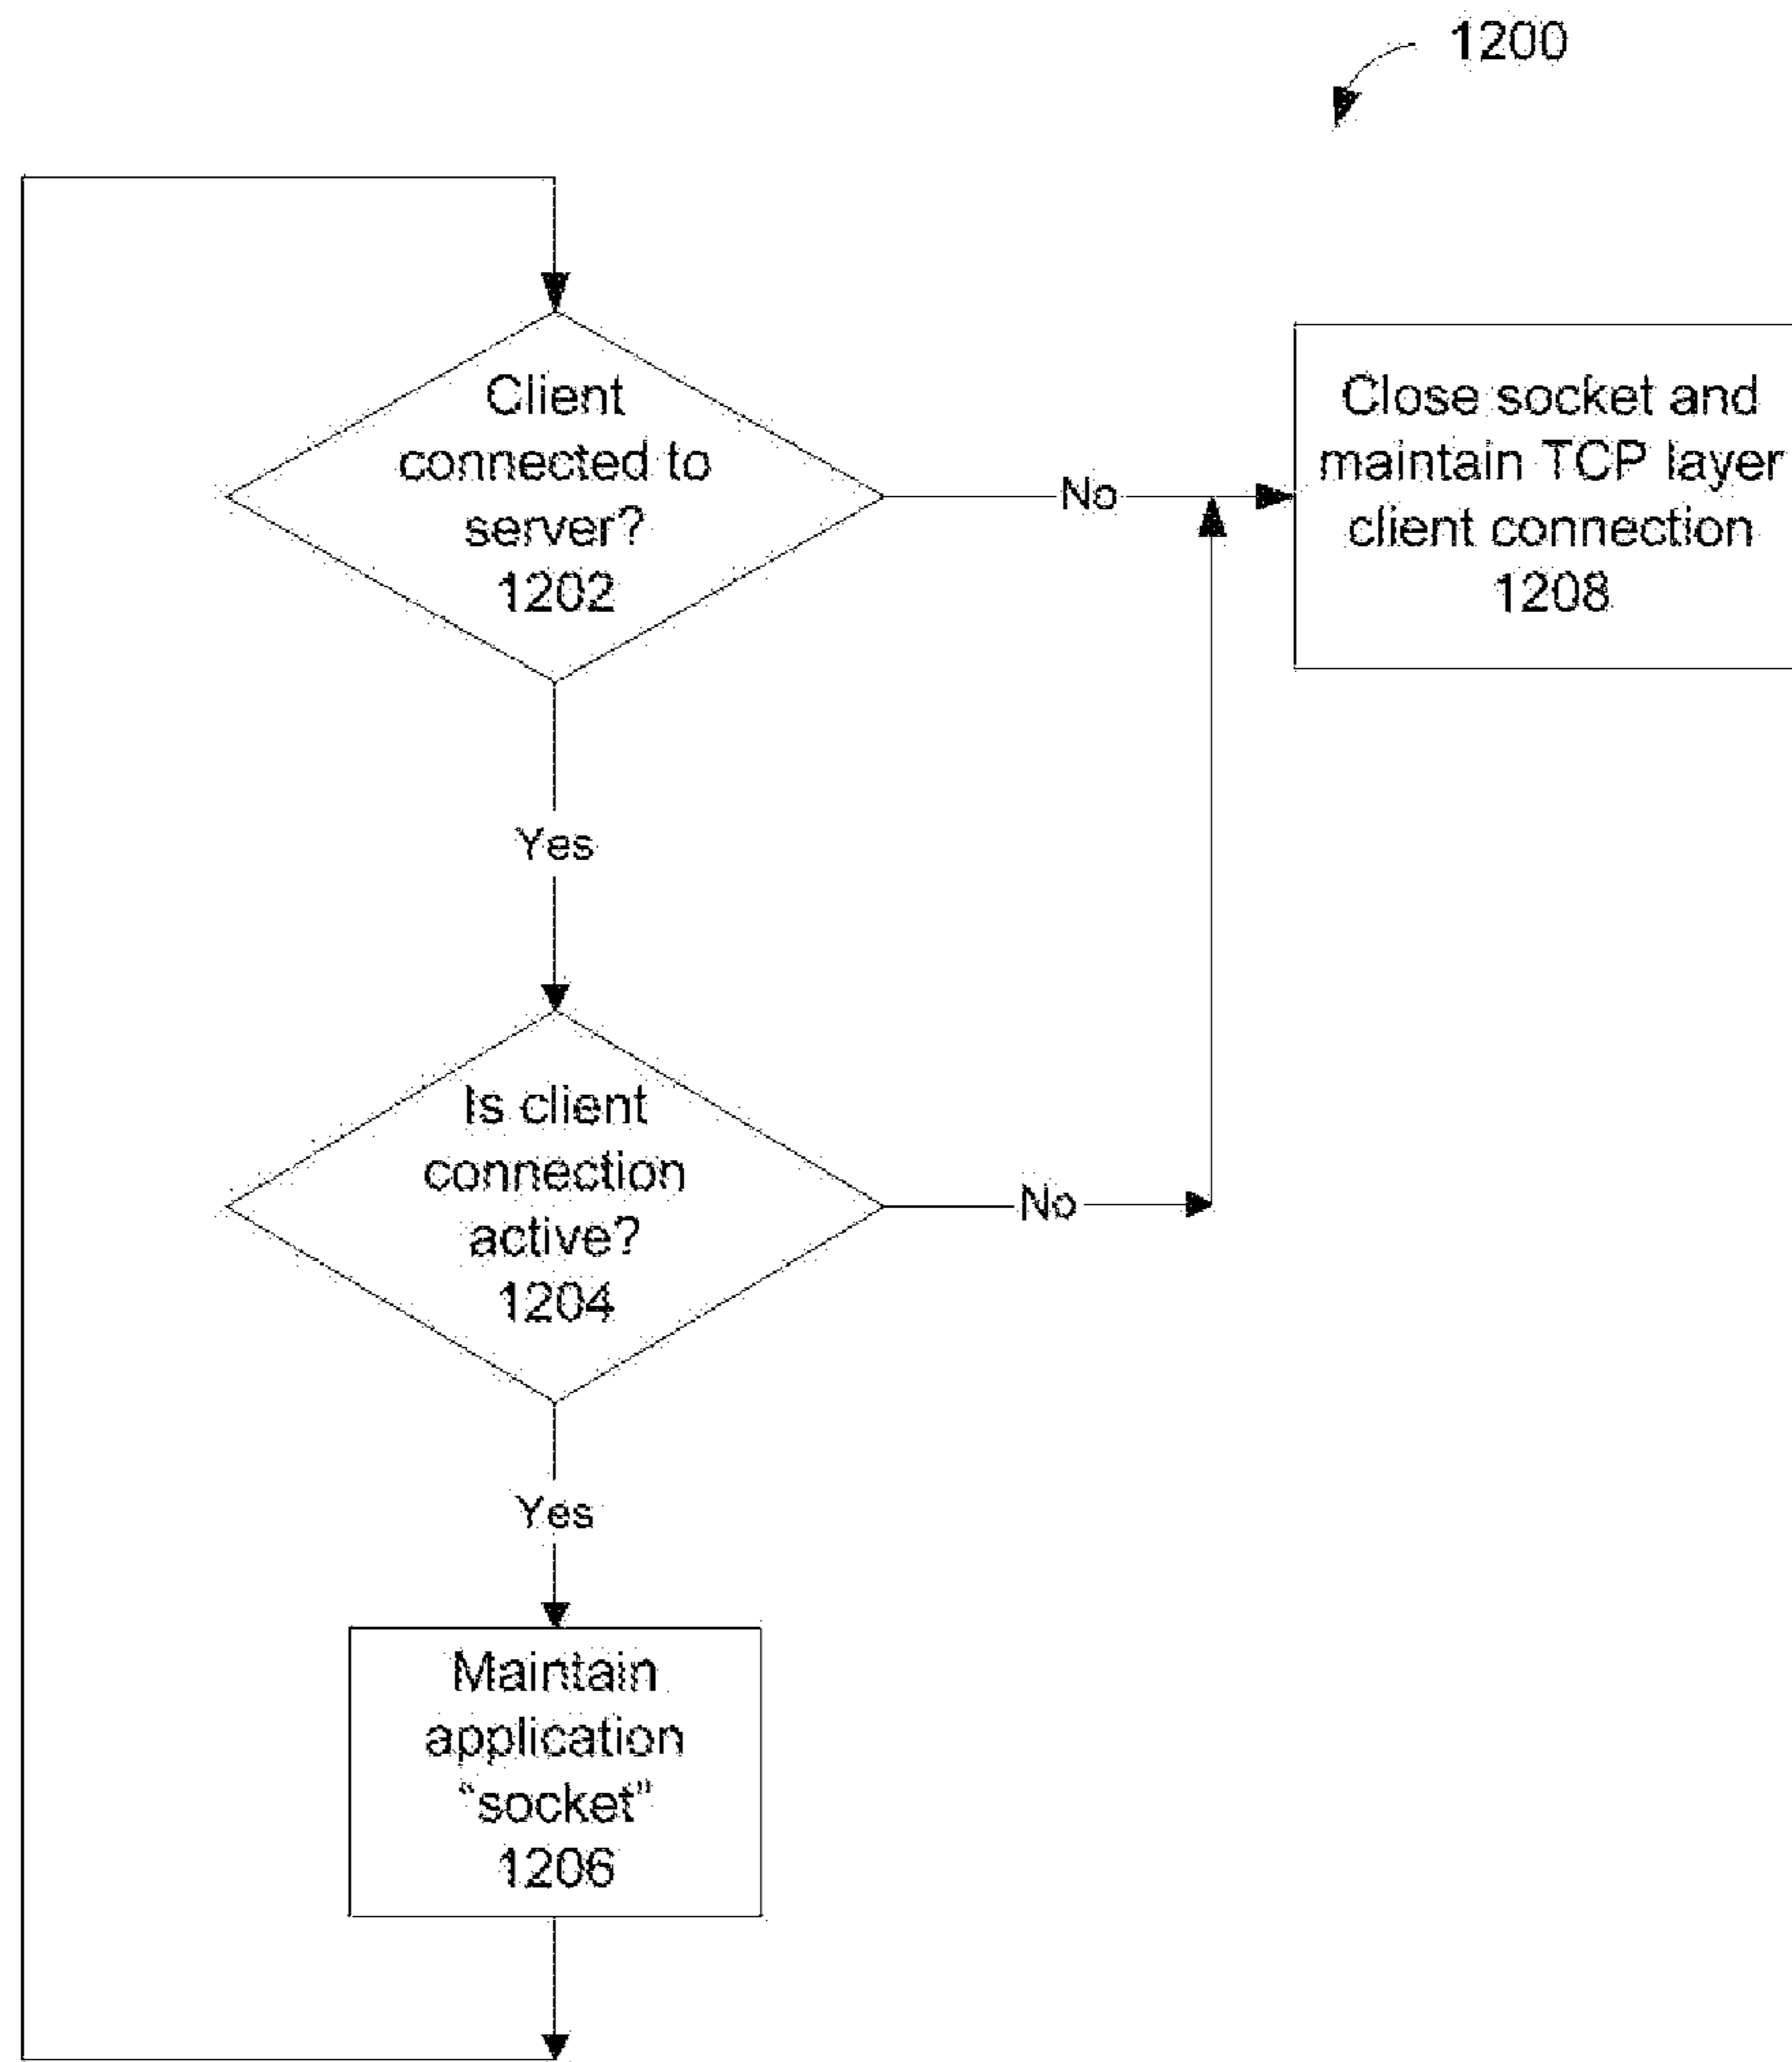 1200
Client
connected to
server?
1202
No
Close socket and
maintain TCP layer
client connection
1208
Yes
Is client
connection
active?
1204
No
Yes
Maintain
application
“socket”
1206